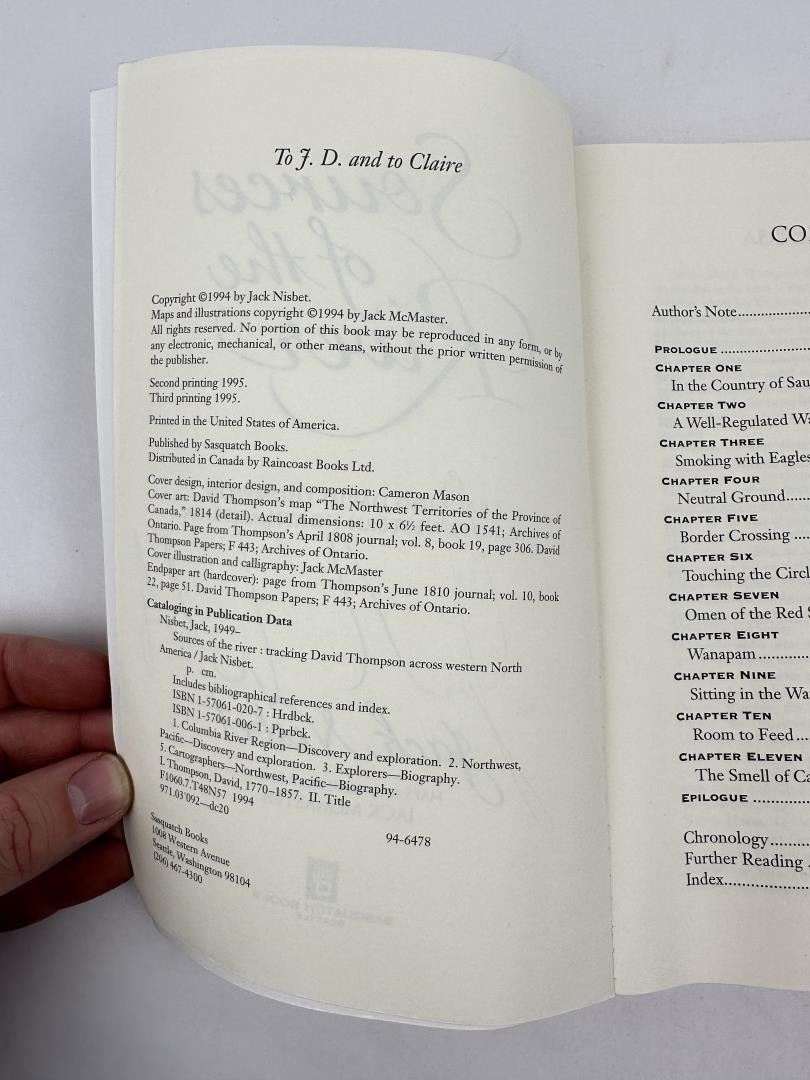 To J. D. and to Claire
Copyright ©1994 by Jack Nisbet.
Maps and illustrations copyright ©1994 by Jack McMaster.
All rights reserved. No portion of this book may be reproduced in any form, or by
any electronic, mechanical, or other means, without the prior written permission of
the publisher.
Second printing 1995.
Third printing 1995.
Printed in the United States of America.
Published by Sasquatch Books.
Distributed in Canada by Raincoast Books Ltd.
Cover design, interior design, and composition: Cameron Mason
Cover art: David Thompson's map "The Northwest Territories of the Province of
Canada," 1814 (detail). Actual dimensions: 10 x 6½ feet. AO 1541; Archives of
Ontario. Page from Thompson's April 1808 journal; vol. 8, book 19, page 306. David
Thompson Papers; F 443; Archives of Ontario.
Cover illustration and calligraphy: Jack McMaster
Endpaper art (hardcover): page from Thompson's June 1810 journal; vol. 10, book
22, page 51. David Thompson Papers; F 443; Archives of Ontario.
Cataloging in Publication Data
Nisbet, Jack, 1949–
Sources of the river : tracking David Thompson across western North
America / Jack Nisbet.
p. cm.
Includes bibliographical references and index.
ISBN 1-57061-020-7 : Hrdbck.
ISBN 1-57061-006-1 : Pprbck.
1. Columbia River Region—Discovery and exploration. 2. Northwest,
Pacific—Discovery and exploration. 3. Explorers—Biography.
5. Cartographers—Northwest, Pacific—Biography.
I. Thompson, David, 1770–1857. II. Title
F1060.7.T48N57 1994
971.03'092—dc20
94-6478
Sasquatch Books
1008 Western Avenue
Seattle, Washington 98104
(206) 467-4300
CO
Author's Note
PROLOGUE
CHAPTER ONE
In the Country of Sau
CHAPTER TWO
A Well-Regulated Wa
CHAPTER THREE
Smoking with Eagles
CHAPTER FOUR
Neutral Ground
CHAPTER FIVE
Border Crossing
CHAPTER SIX
Touching the Circl
CHAPTER SEVEN
Omen of the Red S
CHAPTER EIGHT
Wanapam
CHAPTER NINE
Sitting in the Wa
CHAPTER TEN
Room to Feed
CHAPTER ELEVEN
The Smell of Ca
EPILOGUE
Chronology
Further Reading
Index